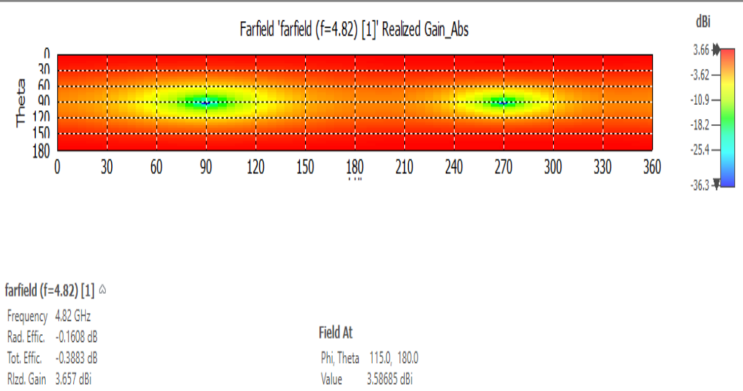 Farfield 'farfield (f=4.82) [1]' Realized Gain_Abs
dBi
3.66
-3.62
-10.9
-18.2
-25.4
-36.3
Theta
0
30
60
90
120
150
180
0 30 60 90 120 150 180 210 240 270 300 330 360
farfield (f=4.82) [1]
Frequency 4.82 GHz
Rad. Effic. -0.1608 dB
Tot. Effic. -0.3883 dB
Rlzd. Gain 3.657 dBi
Field At
Phi, Theta 115.0, 180.0
Value 3.58685 dBi